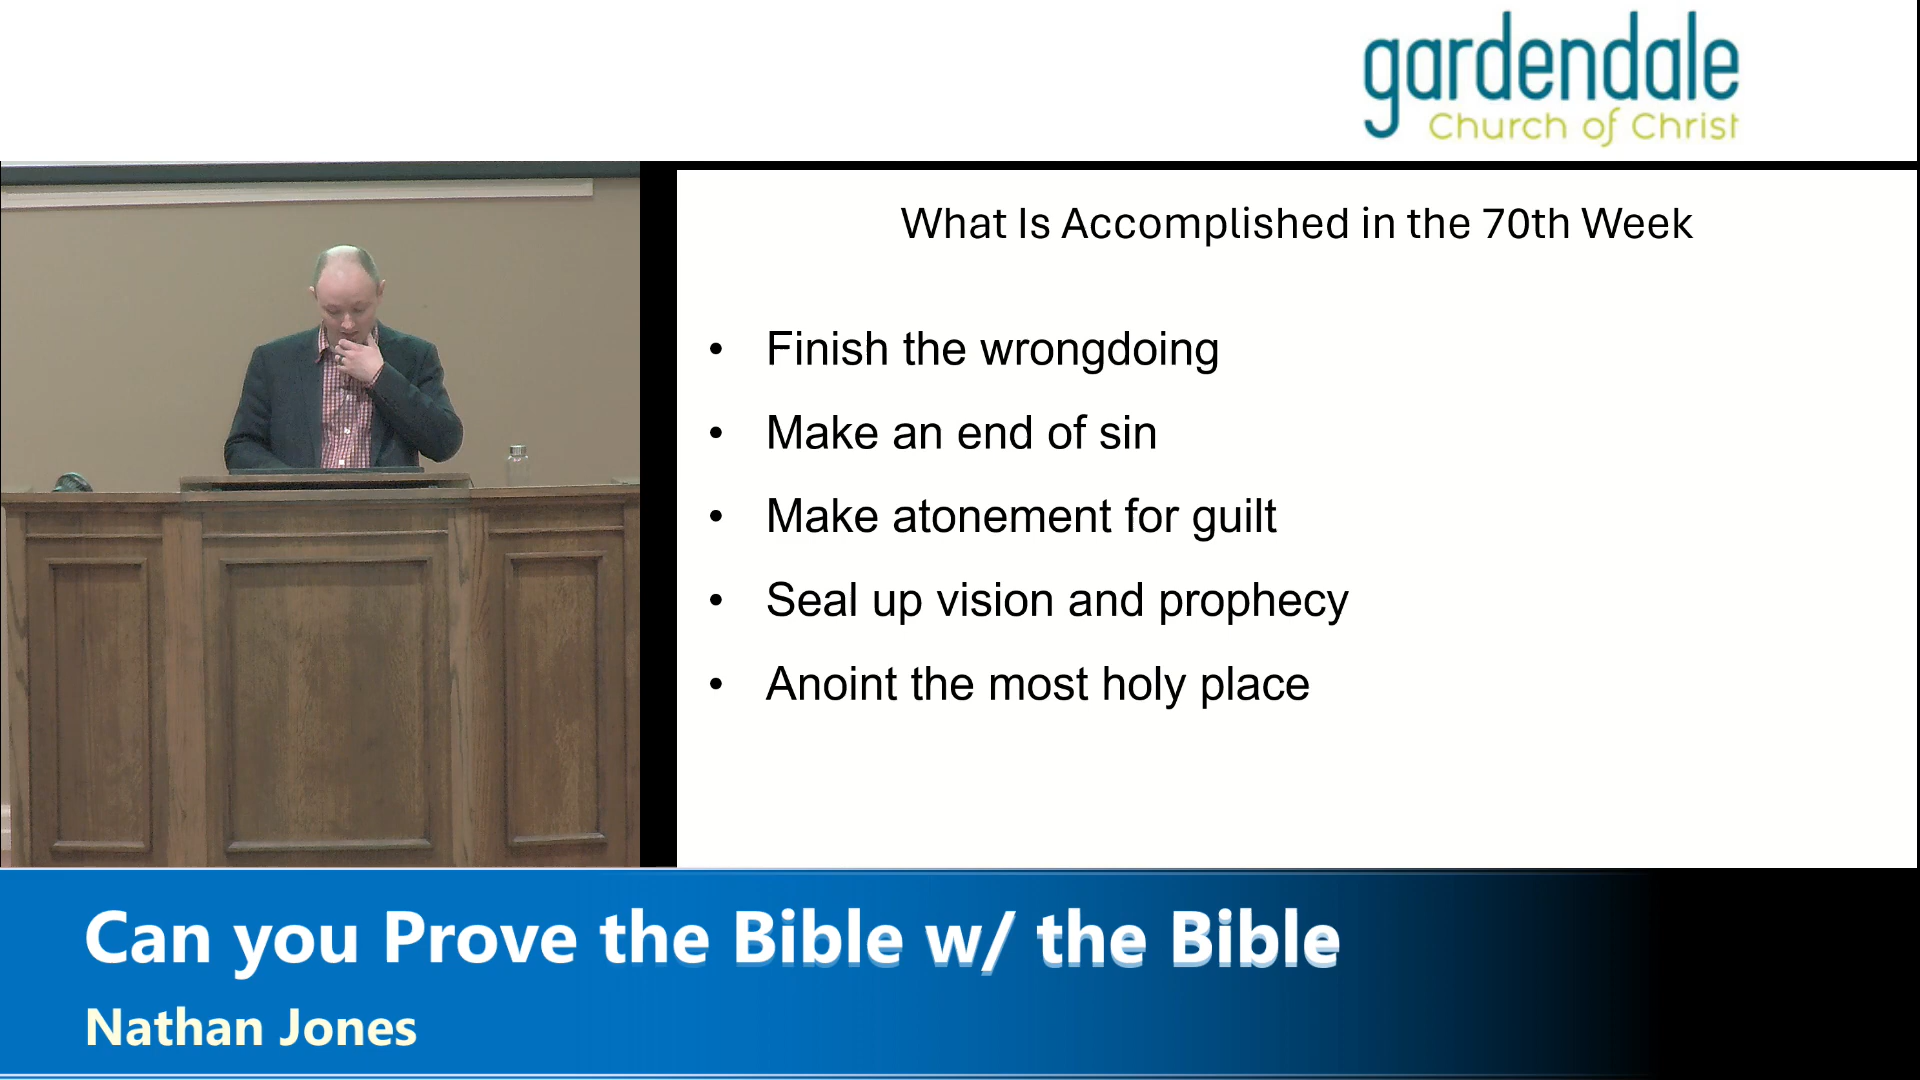 gardendale
Church of Christ
What Is Accomplished in the 70th Week
• Finish the wrongdoing
• Make an end of sin
• Make atonement for guilt
• Seal up vision and prophecy
• Anoint the most holy place
Can you Prove the Bible w/ the Bible
Nathan Jones